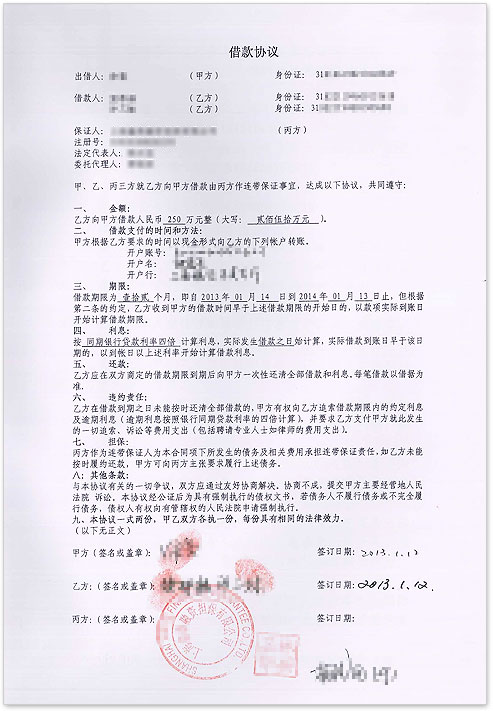 借款协议
出借人： （甲方） 身份证： 31
借款人： （乙方） 身份证： 31
（乙方） 身份证： 31
保证人： （丙方）
注册号：
法定代表人：
委托代理人：
甲、乙、丙三方就乙方向甲方借款由丙方作连带保证事宜，达成以下协议，共同遵守：
一、 金额：
乙方向甲方借款人民币 250 万元整（大写： 贰佰伍拾万元 ）。
二、 借款支付的时间和方法：
甲方根据乙方要求的时间以现金形式向乙方的下列帐户转账。
开户账号：
开户名：
开户行：
三、 期限：
借款期限为 壹拾贰 个月，即自 2013 年 01 月 14 日到 2014 年 01 月 13 日止，但根据
第二条的约定，乙方收到甲方的借款时间早于上述借款期限的开始日的，以款项实际到账日
开始计算借款期限。
四、 利息：
按 同期银行贷款利率四倍 计算利息，实际发生借款之日始计算，实际借款到账日早于该日
期的，以到帐日以上述利率开始计算借款利息。
五、 还款：
乙方应在双方商定的借款期限到期后向甲方一次性还清全部借款和利息。每笔借款以借据为
准。
六、 违约责任：
乙方在借款到期之日未能按时还清全部借款的，甲方有权向乙方追索借款期限内的约定利息
及逾期利息（逾期利息按照银行同期贷款利率的四倍计算），并要求乙方支付甲方就此发生
的一切追索、诉讼等费用支出（包括聘请专业人士如律师的费用支出）。
七、 担保：
丙方作为连带保证人为本合同项下所发生的债务及相关费用承担连带保证责任，如乙方未能
按时履约还款，甲方可向丙方主张要求履行上述债务。
八：其他条款：
与本协议有关的一切争议，双方应通过友好协商解决。协商不成，提交甲方主要经营地人民
法院 诉讼。本协议经公证后为具有强制执行的债权文书，若债务人不履行债务或不完全履
行债务，债权人有权向有管辖权的人民法院申请强制执行。
九、本协议一式两份，甲乙双方各执一份，每份具有相同的法律效力。
（以下无正文）
甲方（签名或盖章）： 签订日期： 2013.1.12
乙方：（签名或盖章）： 签订日期： 2013.1.12.
丙方：（签名或盖章）： 签订日期：